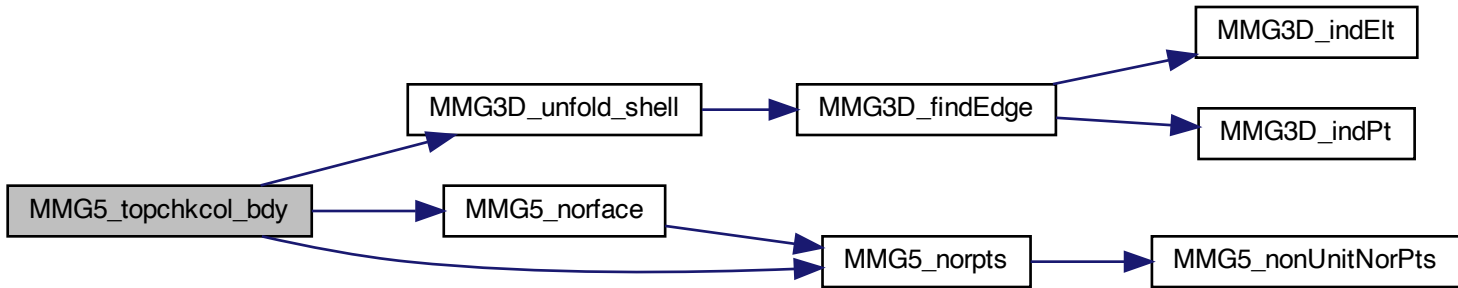 MMG3D_indElt
MMG3D_unfold_shell
MMG3D_findEdge
MMG3D_indPt
MMG5_topchkcol_bdy
MMG5_norface
MMG5_norpts
MMG5_nonUnitNorPts